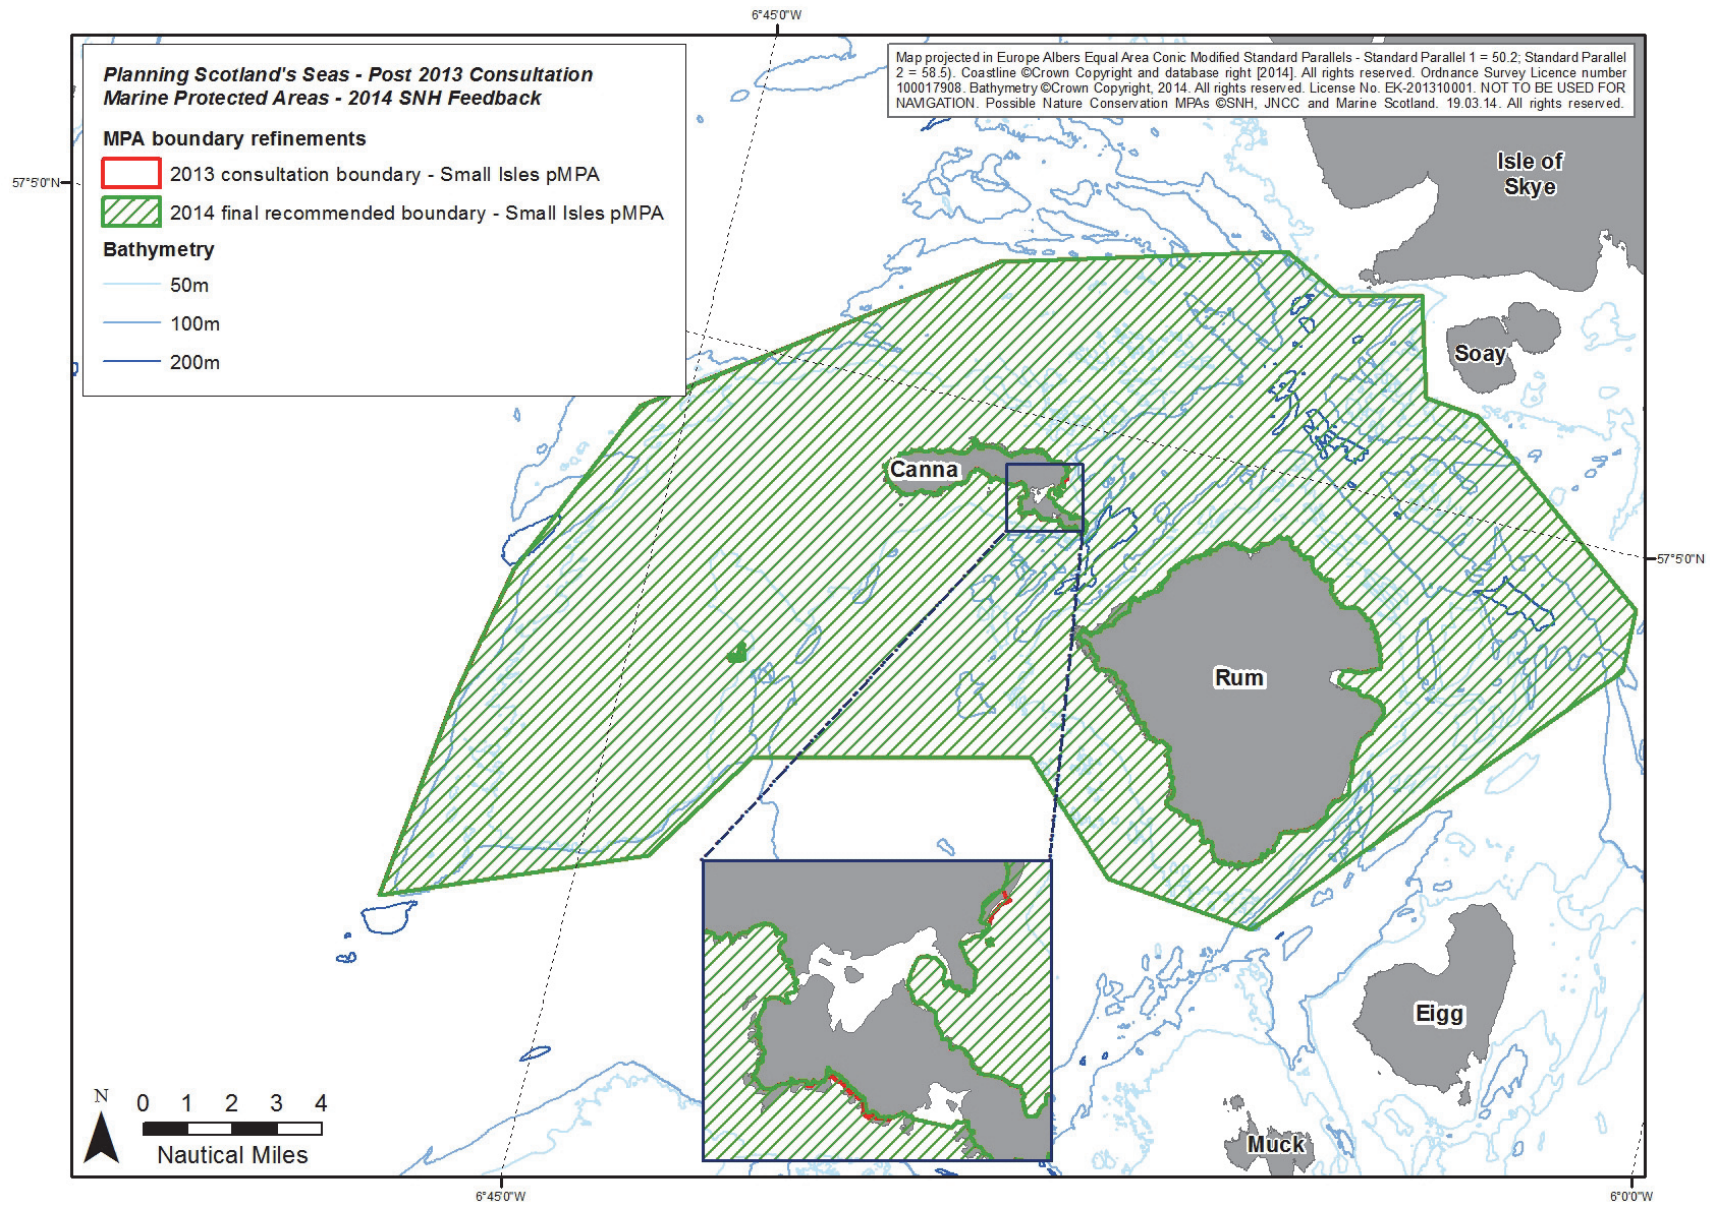 6°45'0"W
Planning Scotland's Seas - Post 2013 Consultation
Marine Protected Areas - 2014 SNH Feedback
MPA boundary refinements
2013 consultation boundary - Small Isles pMPA
2014 final recommended boundary - Small Isles pMPA
Bathymetry
50m
100m
200m
Map projected in Europe Albers Equal Area Conic Modified Standard Parallels - Standard Parallel 1 = 50.2; Standard Parallel
2 = 58.5). Coastline ©Crown Copyright and database right [2014]. All rights reserved. Ordnance Survey Licence number
100017908. Bathymetry ©Crown Copyright, 2014. All rights reserved. License No. EK-201310001. NOT TO BE USED FOR
NAVIGATION. Possible Nature Conservation MPAs ©SNH, JNCC and Marine Scotland. 19.03.14. All rights reserved.
57°5'0"N
Isle of
Skye
Soay
Canna
57°5'0"N
Rum
Eigg
Muck
N
0 1 2 3 4
Nautical Miles
6°45'0"W
6°0'0"W